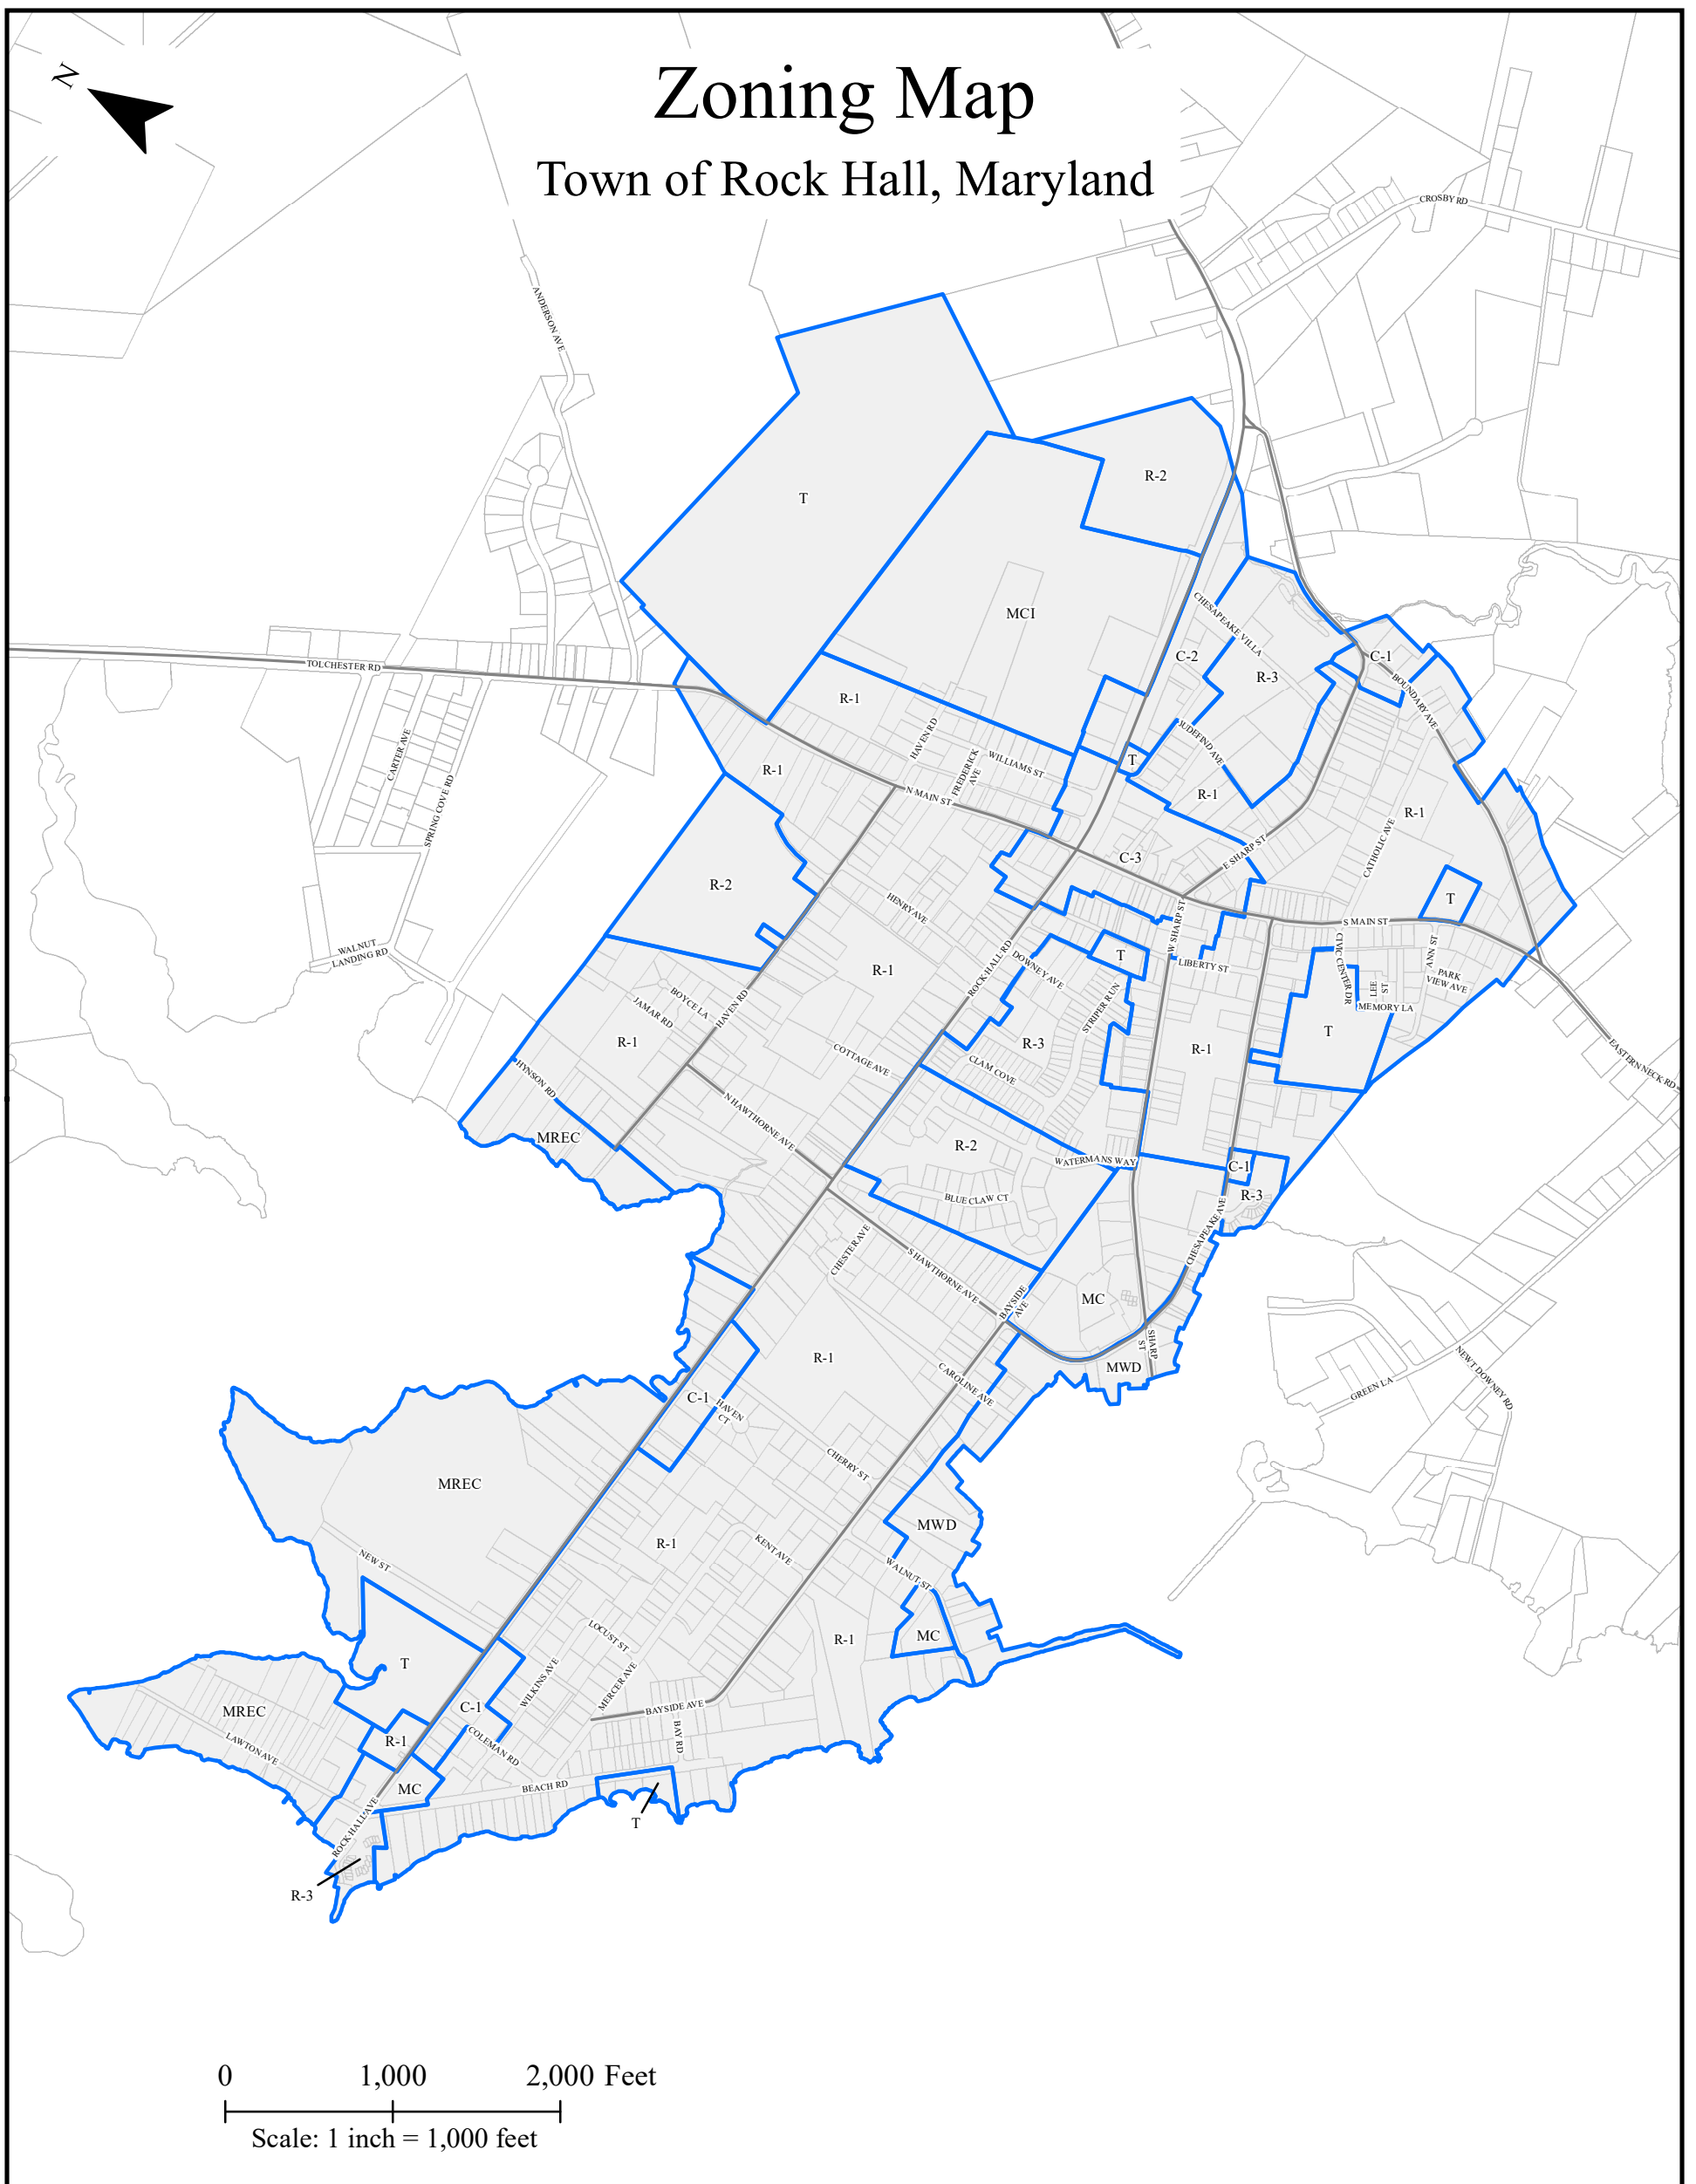 Zoning Map
Town of Rock Hall, Maryland
N
CROSBY RD
ANDERSON AVE
R-2
T
MCI
CHESAPEAKE VILLA
C-2
C-1
TOLCHESTER RD
R-3
BOUNDARY AVE
R-1
HAVEN RD
JUDEFIND AVE
CARTER AVE
WILLIAMS ST
T
R-1
FREDERICK
AVE
R-1
N MAIN ST
SPRING COVE RD
R-1
CATHOLIC AVE
E SHARP ST
C-3
R-2
T
HENRY AVE
S MAIN ST
W SHARP ST
WALNUT
LANDING RD
DOWNEY AVE
T
LIBERTY ST
CIVIC CENTER DR
ANN ST
R-1
ROCK HALL RD
PARK
VIEW AVE
LEE
ST
BOYCE LA
HAVEN RD
JAMAR RD
STRIPER RUN
MEMORY LA
T
R-1
R-3
R-1
COTTAGE AVE
CLAM COVE
EASTERN NECK RD
HYNSON RD
N HAWTHORNE AVE
MREC
R-2
WATERMANS WAY
C-1
BLUE CLAW CT
R-3
CHESTER AVE
S HAWTHORNE AVE
CHESAPEAKE AVE
BAYSIDE
AVE
MC
SHARP
ST
R-1
MWD
CAROLINE AVE
GREEN LA
NEWT DOWNEY RD
C-1
HAVEN
CT
CHERRY ST
MREC
MWD
R-1
KENT AVE
NEW ST
WALNUT ST
LOCUST ST
R-1
MC
T
WILKINS AVE
MERCER AVE
MREC
C-1
BAYSIDE AVE
BAY RD
LAWTON AVE
R-1
COLEMAN RD
MC
BEACH RD
ROCK HALL AVE
T
R-3
0 1,000 2,000 Feet
Scale: 1 inch = 1,000 feet